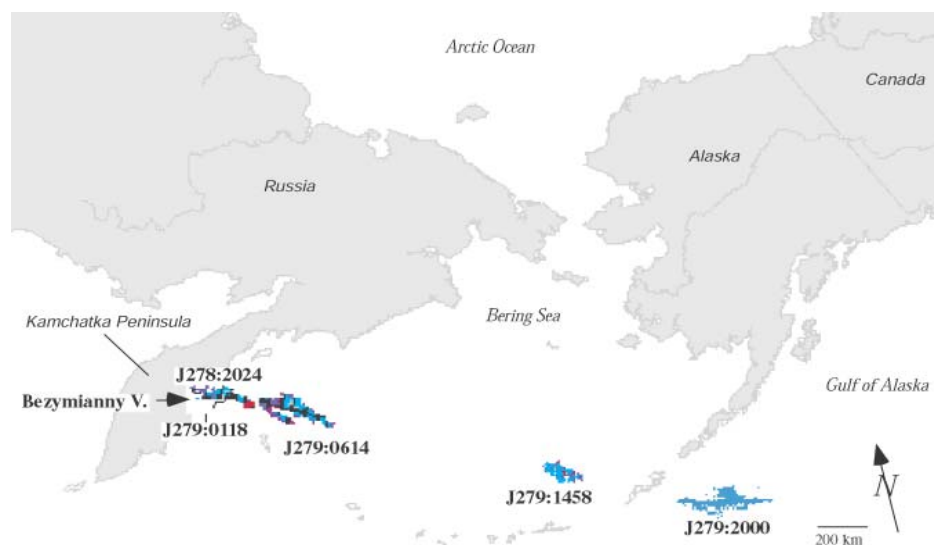 Arctic Ocean
Canada
Alaska
Russia
Bering Sea
Kamchatka Peninsula
J278:2024
Gulf of Alaska
Bezymianny V.
J279:0118
J279:0614
J279:1458
N
J279:2000
200 km